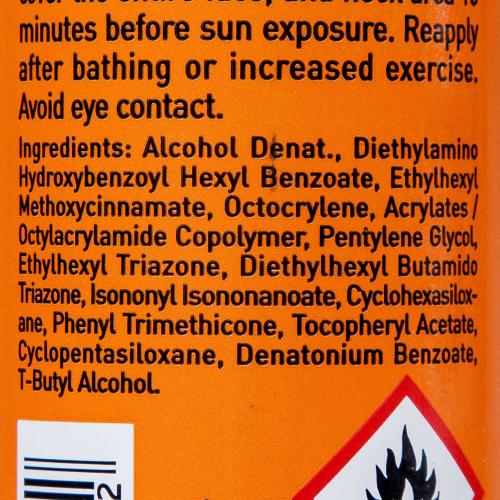 minutes before sun exposure. Reapply
after bathing or increased exercise.
Avoid eye contact.
Ingredients: Alcohol Denat., Diethylamino
Hydroxybenzoyl Hexyl Benzoate, Ethylhexyl
Methoxycinnamate, Octocrylene, Acrylates /
Octylacrylamide Copolymer, Pentylene Glycol,
Ethylhexyl Triazone, Diethylhexyl Butamido
Triazone, Isononyl Isononanoate, Cyclohexasilox-
ane, Phenyl Trimethicone, Tocopheryl Acetate,
Cyclopentasiloxane, Denatonium Benzoate,
T-Butyl Alcohol.
2